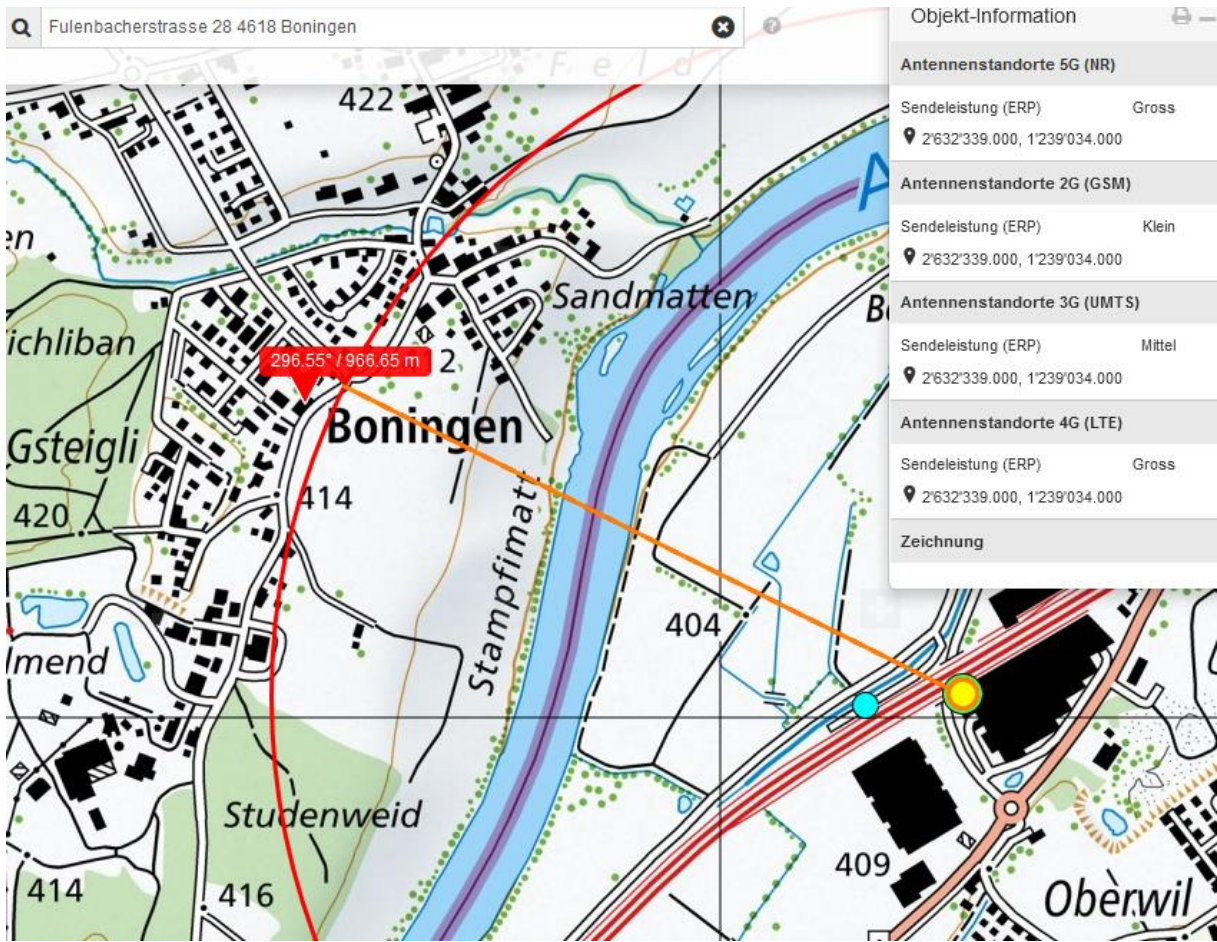 Fulenbacherstrasse 28 4618 Boningen
Objekt-Information
Antennenstandorte 5G (NR)
Sendeleistung (ERP) Gross
2'632'339.000, 1'239'034.000
Antennenstandorte 2G (GSM)
Sendeleistung (ERP) Klein
2'632'339.000, 1'239'034.000
Antennenstandorte 3G (UMTS)
Sendeleistung (ERP) Mittel
2'632'339.000, 1'239'034.000
Antennenstandorte 4G (LTE)
Sendeleistung (ERP) Gross
2'632'339.000, 1'239'034.000
Zeichnung
Feld
422
A
en
Sandmatten
B
ichliban
296.55° / 966.65 m
12
Boningen
Gsteigli
414
420
Stampfimatt
404
lmend
Studenweid
409
414
416
Oberwil